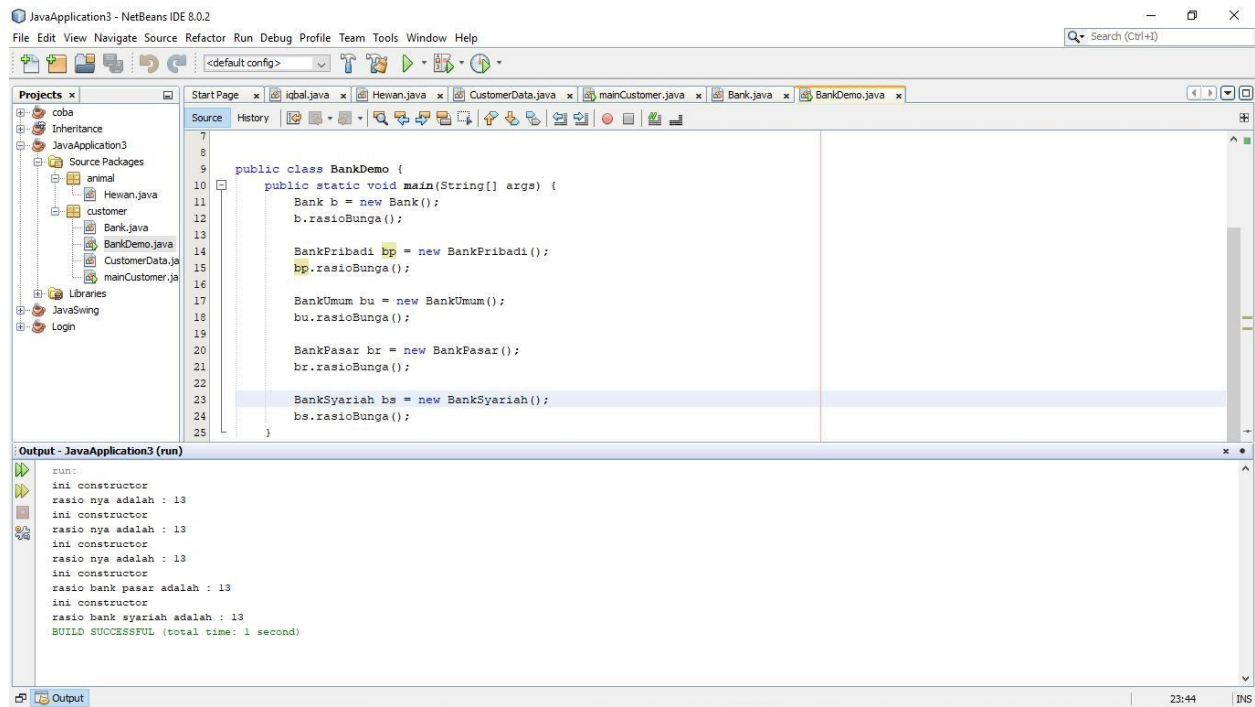 JavaApplication3 - NetBeans IDE 8.0.2
File Edit View Navigate Source Refactor Run Debug Profile Team Tools Window Help
Search (Ctrl+I)
<default config>
Projects
Start Page iqbal.java Hewan.java CustomerData.java mainCustomer.java Bank.java BankDemo.java
coba
Inheritance
JavaApplication3
Source Packages
animal
Hewan.java
customer
Bank.java
BankDemo.java
CustomerData.ja
mainCustomer.ja
Libraries
JavaSwing
Login
Source History
7
8
9 public class BankDemo {
10 public static void main(String[] args) {
11 Bank b = new Bank();
12 b.rasioBunga();
13
14 BankPribadi bp = new BankPribadi();
15 bp.rasioBunga();
16
17 BankUmum bu = new BankUmum();
18 bu.rasioBunga();
19
20 BankPasar br = new BankPasar();
21 br.rasioBunga();
22
23 BankSyariah bs = new BankSyariah();
24 bs.rasioBunga();
25 }
Output - JavaApplication3 (run)
run:
ini constructor
rasio nya adalah : 13
ini constructor
rasio nya adalah : 13
ini constructor
rasio nya adalah : 13
ini constructor
rasio bank pasar adalah : 13
ini constructor
rasio bank syariah adalah : 13
BUILD SUCCESSFUL (total time: 1 second)
Output
23:44 INS